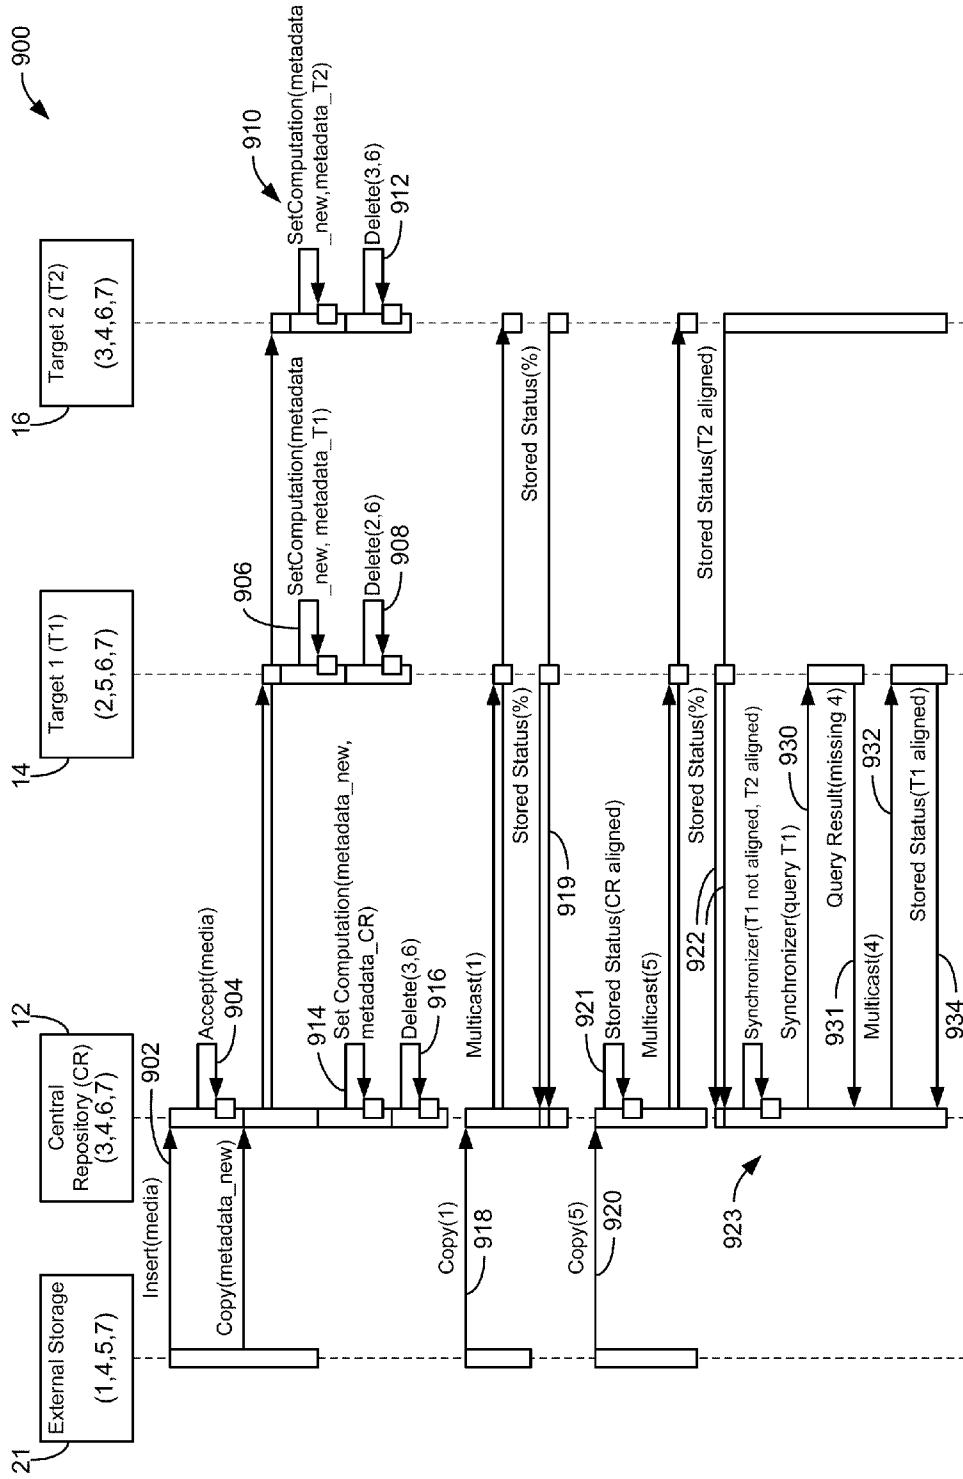 900
21
External Storage
(1,4,5,7)
12
Central
Repository (CR)
(3,4,6,7)
14
Target 1 (T1)
(2,5,6,7)
16
Target 2 (T2)
(3,4,6,7)
Insert(media)
902
Accept(media)
904
Copy(metadata_new)
906
SetComputation(metadata
_new, metadata_T1)
910
SetComputation(metadata
_new,metadata_T2)
914
Set Computation(metadata_new,
metadata_CR)
Delete(2,6)
908
Delete(3,6)
912
Delete(3,6)
916
Copy(1)
918
Multicast(1)
Stored Status(%)
Stored Status(%)
919
Copy(5)
920
921
Stored Status(CR aligned)
Multicast(5)
Stored Status(%)
Stored Status(T2 aligned)
922
923
Synchronizer(T1 not aligned, T2 aligned)
Synchronizer(query T1)
930
Query Result(missing 4)
931
Multicast(4)
932
Stored Status(T1 aligned)
934